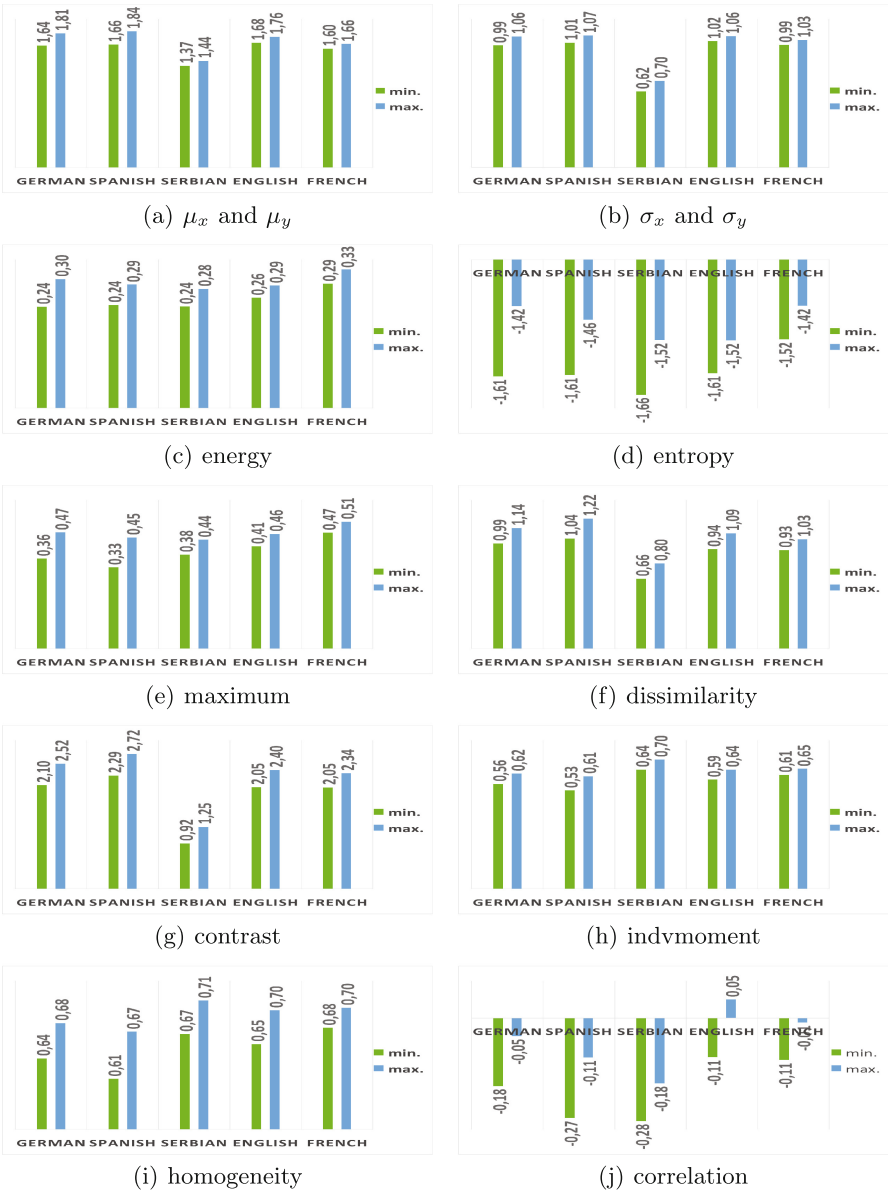 1,64 1,81 1,66 1,84 1,37 1,44 1,68 1,76 1,60 1,66
min.
max.
GERMAN SPANISH SERBIAN ENGLISH FRENCH
(a) μx and μy
0,99 1,06 1,01 1,07 0,62 0,70 1,02 1,06 0,99 1,03
min.
max.
GERMAN SPANISH SERBIAN ENGLISH FRENCH
(b) σx and σy
0,24 0,30 0,24 0,29 0,24 0,28 0,26 0,29 0,29 0,33
min.
max.
GERMAN SPANISH SERBIAN ENGLISH FRENCH
(c) energy
GERMAN SPANISH SERBIAN ENGLISH FRENCH
-1,61 -1,42 -1,61 -1,46 -1,66 -1,52 -1,61 -1,52 -1,52 -1,42
min.
max.
(d) entropy
0,36 0,47 0,33 0,45 0,38 0,44 0,41 0,46 0,47 0,51
min.
max.
GERMAN SPANISH SERBIAN ENGLISH FRENCH
(e) maximum
0,99 1,14 1,04 1,22 0,66 0,80 0,94 1,09 0,93 1,03
min.
max.
GERMAN SPANISH SERBIAN ENGLISH FRENCH
(f) dissimilarity
2,10 2,52 2,29 2,72 0,92 1,25 2,05 2,40 2,05 2,34
min.
max.
GERMAN SPANISH SERBIAN ENGLISH FRENCH
(g) contrast
0,56 0,62 0,53 0,61 0,64 0,70 0,59 0,64 0,61 0,65
min.
max.
GERMAN SPANISH SERBIAN ENGLISH FRENCH
(h) indvmoment
0,64 0,68 0,61 0,67 0,67 0,71 0,65 0,70 0,68 0,70
min.
max.
GERMAN SPANISH SERBIAN ENGLISH FRENCH
(i) homogeneity
GERMAN SPANISH SERBIAN ENGLISH FRENCH
-0,18 -0,05 -0,27 -0,11 -0,28 -0,18 -0,11 0,05 -0,11
min.
max.
(j) correlation